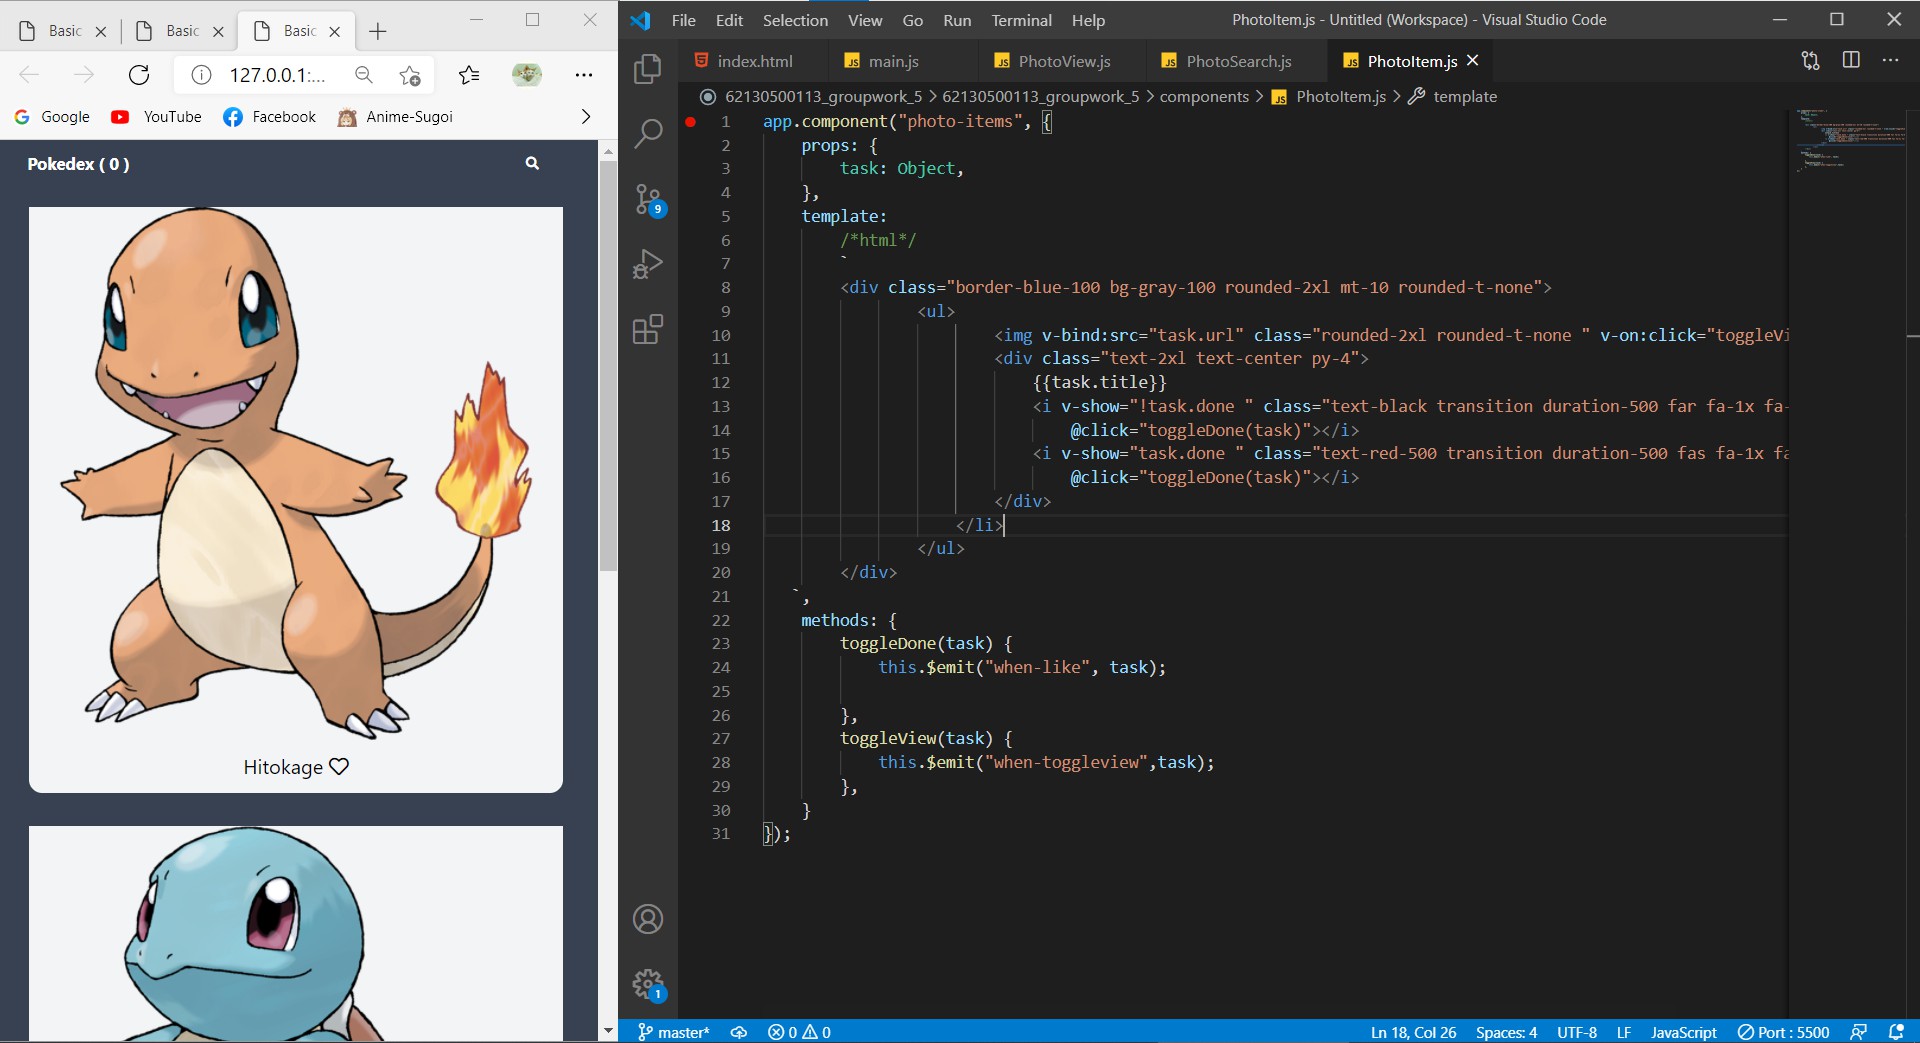 Basic
Basic
Basic
127.0.0.1:...
Google
YouTube
Facebook
Anime-Sugoi
Pokedex ( 0 )
Hitokage
File Edit Selection View Go Run Terminal Help
PhotoItem.js - Untitled (Workspace) - Visual Studio Code
index.html
JS main.js
JS PhotoView.js
JS PhotoSearch.js
JS PhotoItem.js
62130500113_groupwork_5 > 62130500113_groupwork_5 > components > JS PhotoItem.js > template
9
1
1 app.component("photo-items", {
2 props: {
3 task: Object,
4 },
5 template:
6 /*html*/
7 `
8 <div class="border-blue-100 bg-gray-100 rounded-2xl mt-10 rounded-t-none">
9 <ul>
10 <img v-bind:src="task.url" class="rounded-2xl rounded-t-none " v-on:click="toggleVi
11 <div class="text-2xl text-center py-4">
12 {{task.title}}
13 <i v-show="!task.done " class="text-black transition duration-500 far fa-1x fa-
14 @click="toggleDone(task)"></i>
15 <i v-show="task.done " class="text-red-500 transition duration-500 fas fa-1x fa
16 @click="toggleDone(task)"></i>
17 </div>
18 </li>
19 </ul>
20 </div>
21 `,
22 methods: {
23 toggleDone(task) {
24 this.$emit("when-like", task);
25
26 },
27 toggleView(task) {
28 this.$emit("when-toggleview",task);
29 },
30 }
31 });
master* 0 0
Ln 18, Col 26 Spaces: 4 UTF-8 LF JavaScript Port : 5500